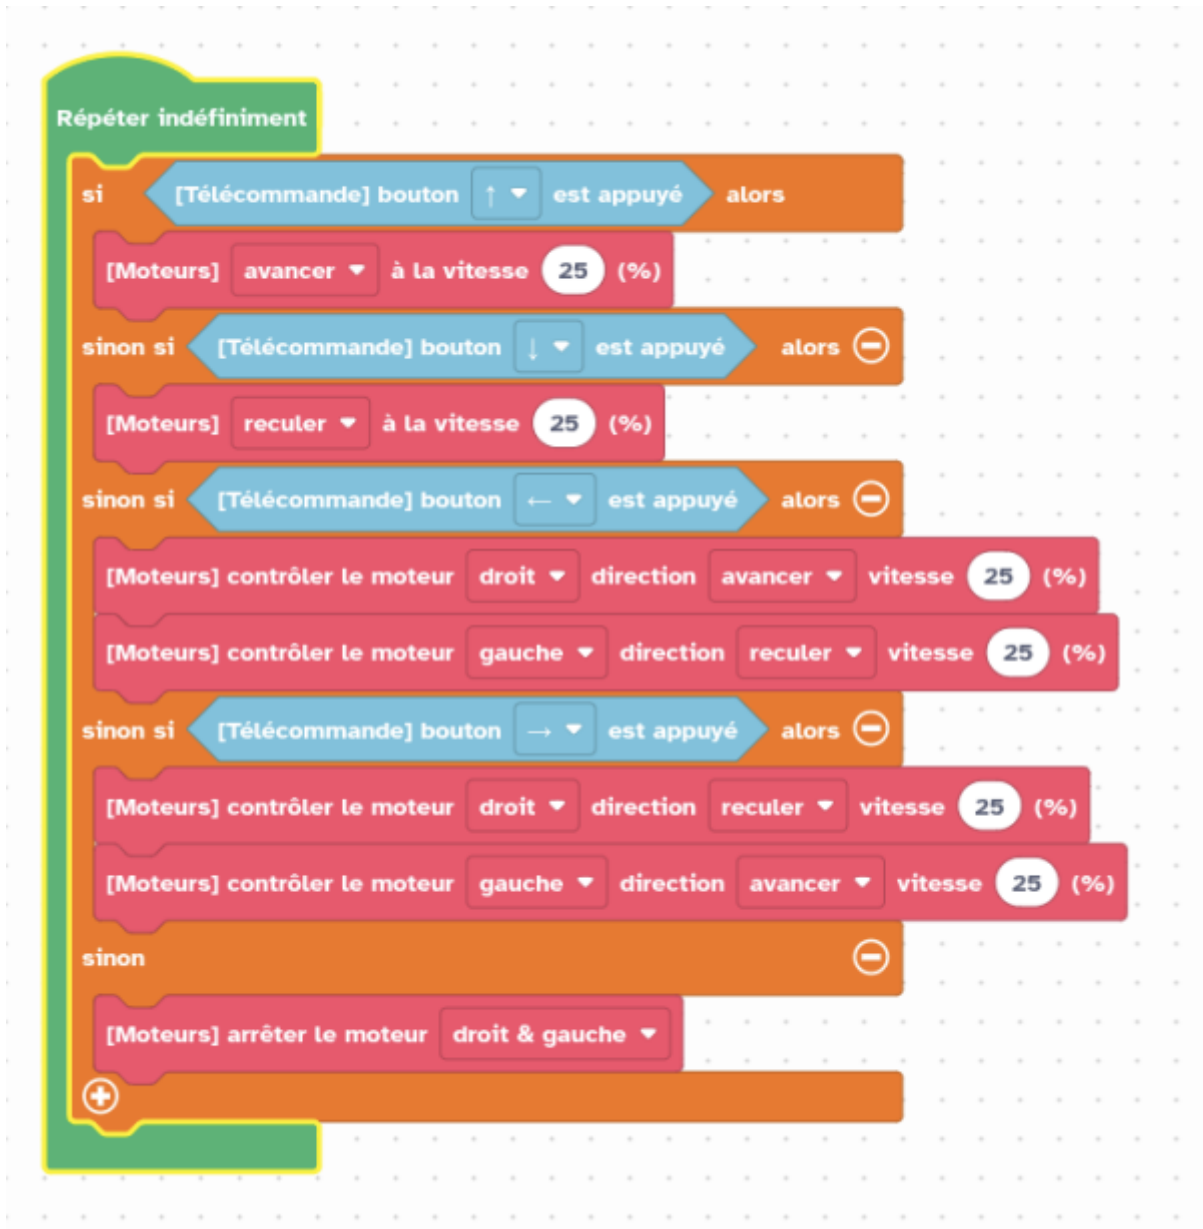 Répéter indéfiniment
si [Télécommande] bouton ↑ est appuyé alors
[Moteurs] avancer à la vitesse 25 (%)
sinon si [Télécommande] bouton ↓ est appuyé alors
[Moteurs] reculer à la vitesse 25 (%)
sinon si [Télécommande] bouton ← est appuyé alors
[Moteurs] contrôler le moteur droit direction avancer vitesse 25 (%)
[Moteurs] contrôler le moteur gauche direction reculer vitesse 25 (%)
sinon si [Télécommande] bouton → est appuyé alors
[Moteurs] contrôler le moteur droit direction reculer vitesse 25 (%)
[Moteurs] contrôler le moteur gauche direction avancer vitesse 25 (%)
sinon
[Moteurs] arrêter le moteur droit & gauche